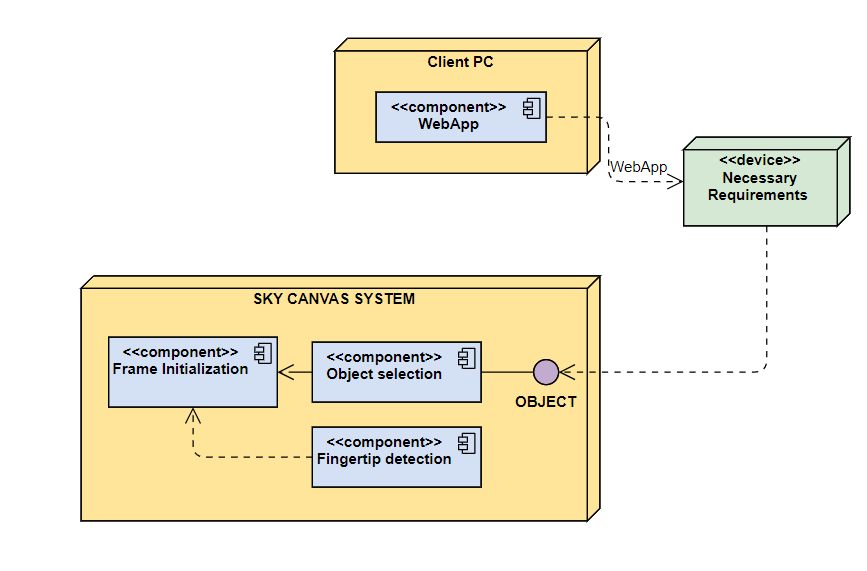 Client PC
<<component>>
WebApp
WebApp
<<device>>
Necessary
Requirements
SKY CANVAS SYSTEM
<<component>>
Frame Initialization
<<component>>
Object selection
OBJECT
<<component>>
Fingertip detection